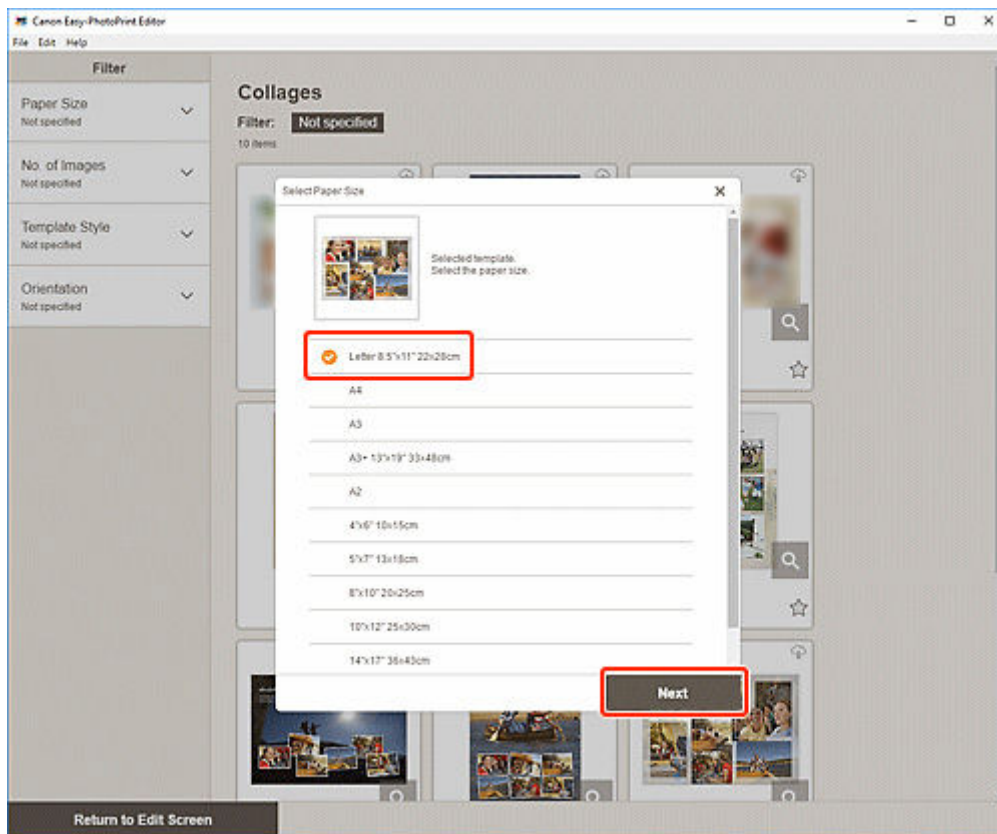 Canon Easy-PhotoPrint Editor
File Edit Help
Filter
Paper Size
Not specified
No. of Images
Not specified
Template Style
Not specified
Orientation
Not specified
Collages
Filter: Not specified
10 items
Select Paper Size
Selected template.
Select the paper size.
Letter 8.5"x11" 22x28cm
A4
A3
A3+ 13"x19" 33x48cm
A2
4"x6" 10x15cm
5"x7" 13x18cm
8"x10" 20x25cm
10"x12" 25x30cm
14"x17" 36x43cm
Next
Return to Edit Screen